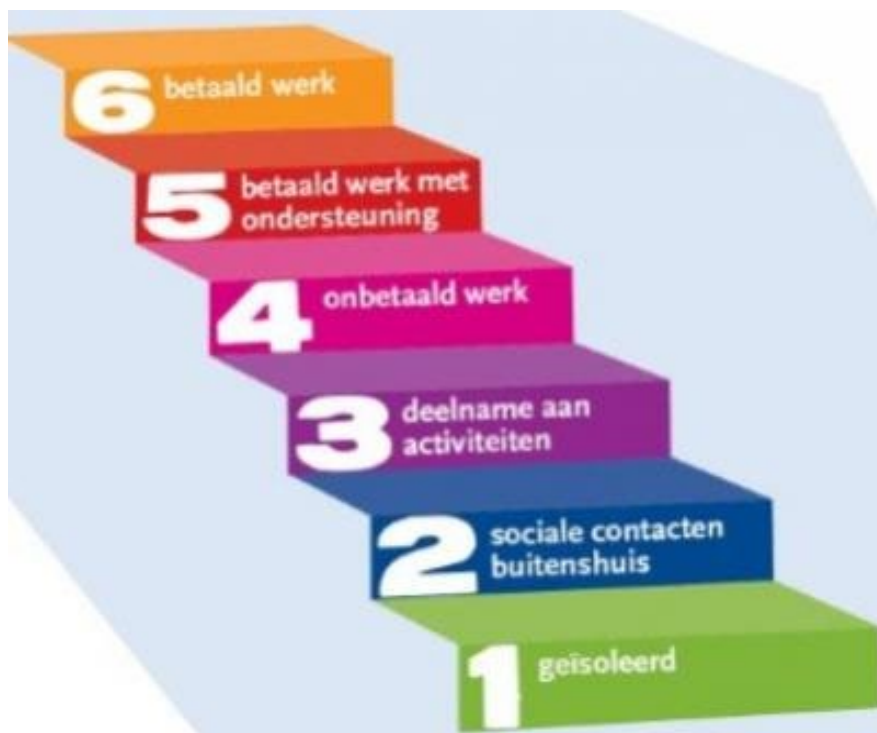 6 betaald werk
5 betaald werk met
ondersteuning
4 onbetaald werk
3 deelname aan
activiteiten
2 sociale contacten
buitenshuis
1 geïsoleerd